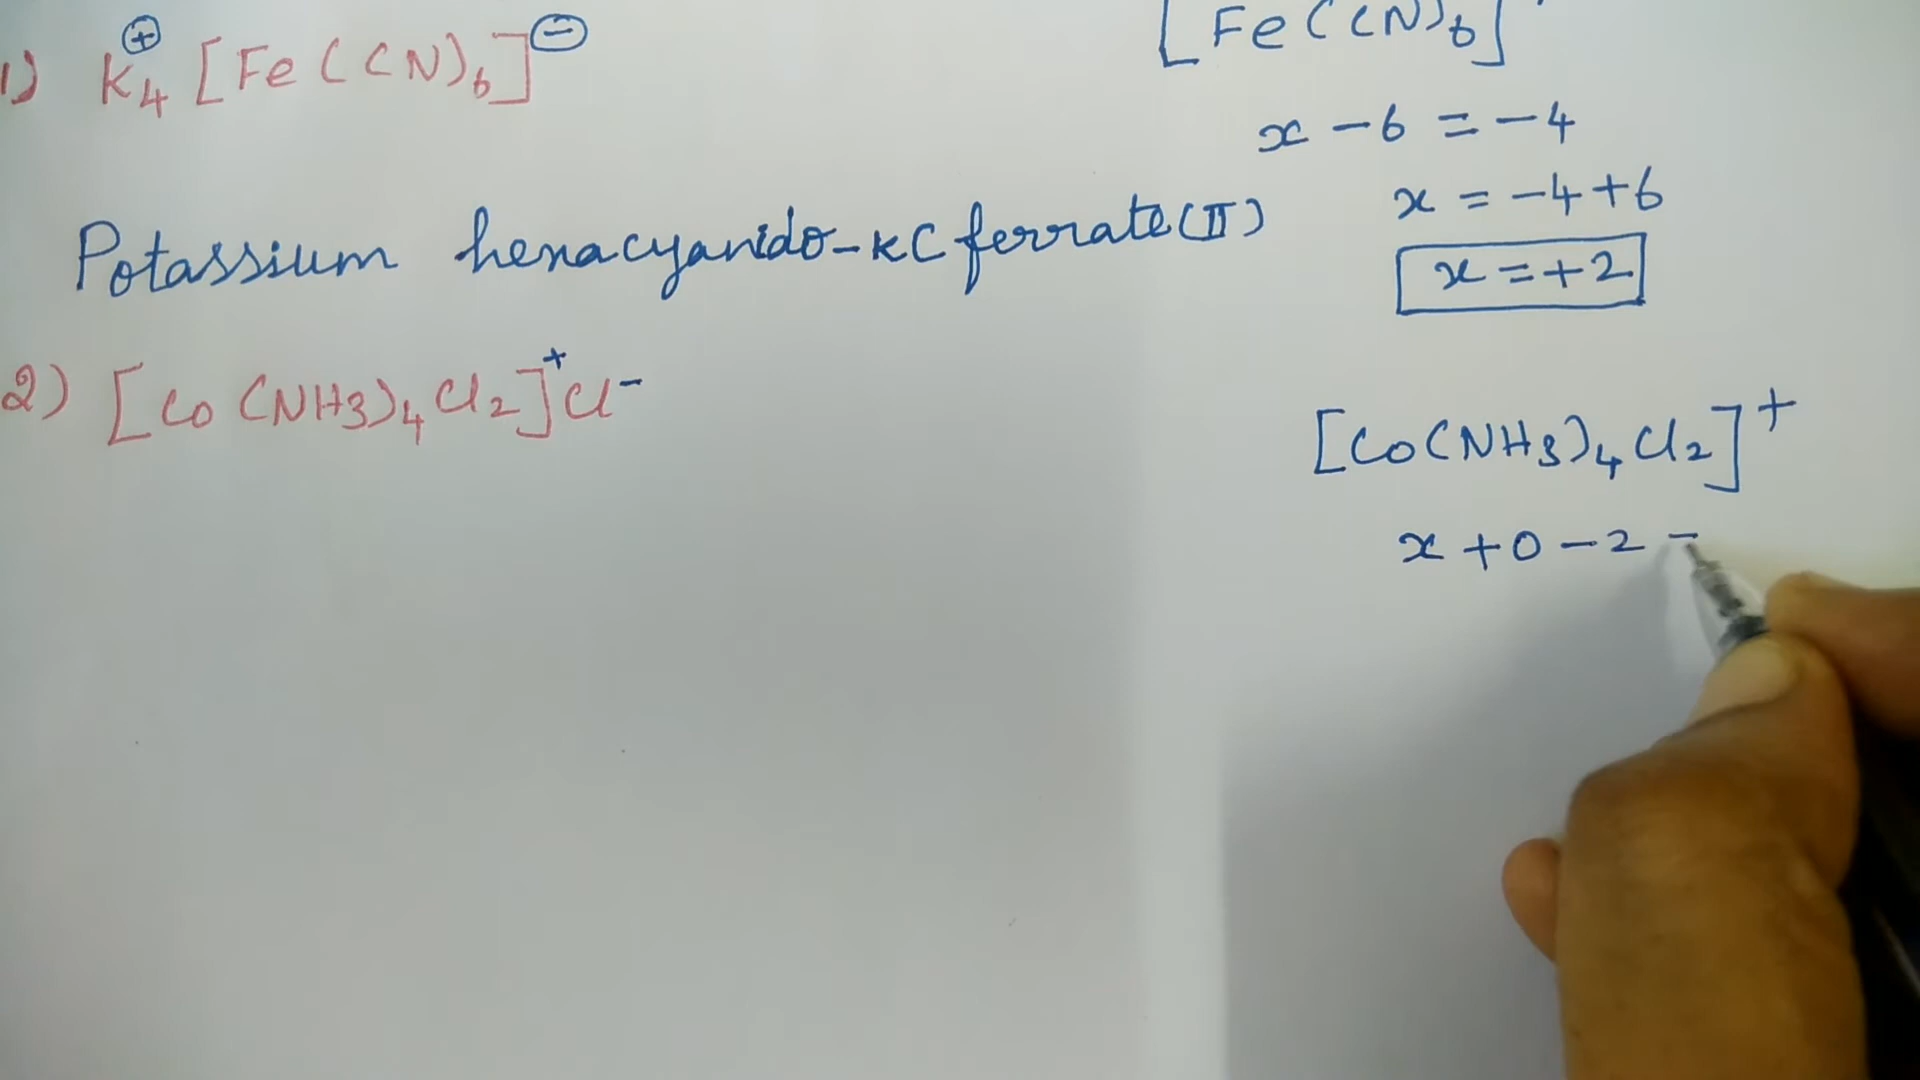 1) K₄⊕ [Fe(CN)₆]⊖
Potassium hexacyanido-κC ferrate(II)
2) [Co(NH3)₄Cl₂]⁺Cl⁻
[Fe(CN)₆]
x - 6 = -4
x = -4+6
x = +2
[Co(NH3)₄Cl₂]⁺
x + 0 - 2